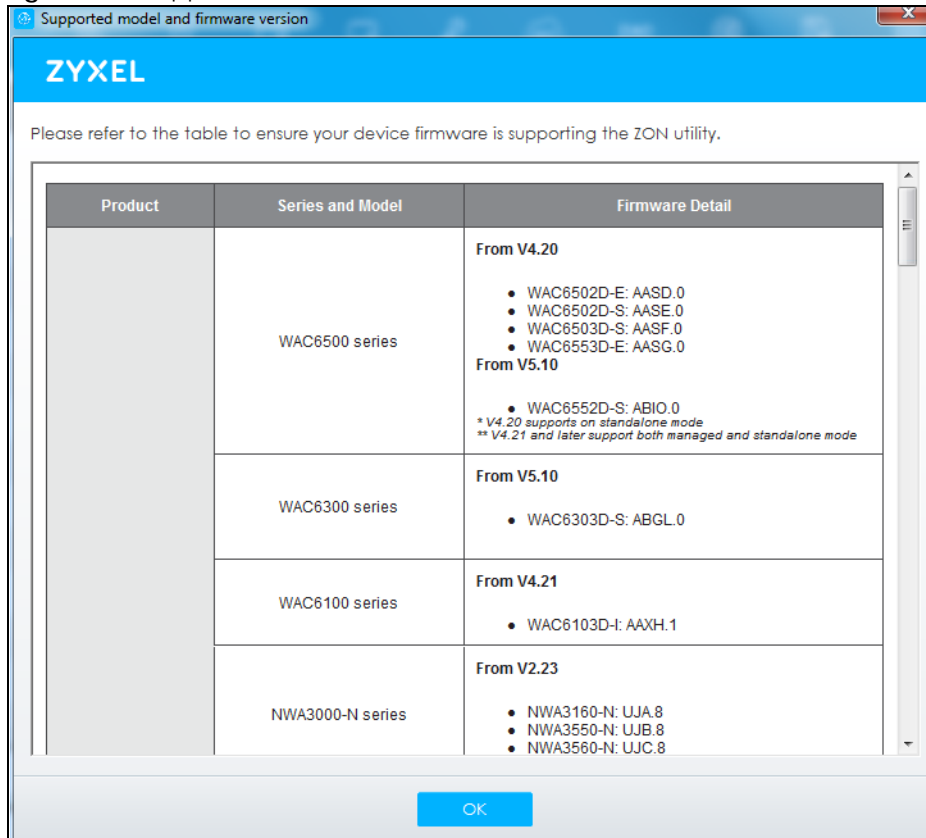 Supported model and firmware version
ZYXEL
Please refer to the table to ensure your device firmware is supporting the ZON utility.
Product Series and Model Firmware Detail
WAC6500 series
From V4.20
• WAC6502D-E: AASD.0
• WAC6502D-S: AASE.0
• WAC6503D-S: AASF.0
• WAC6553D-E: AASG.0
From V5.10
• WAC6552D-S: ABIO.0
* V4.20 supports on standalone mode
** V4.21 and later support both managed and standalone mode
WAC6300 series
From V5.10
• WAC6303D-S: ABGL.0
WAC6100 series
From V4.21
• WAC6103D-I: AAXH.1
NWA3000-N series
From V2.23
• NWA3160-N: UJA.8
• NWA3550-N: UJB.8
• NWA3560-N: UJC.8
OK